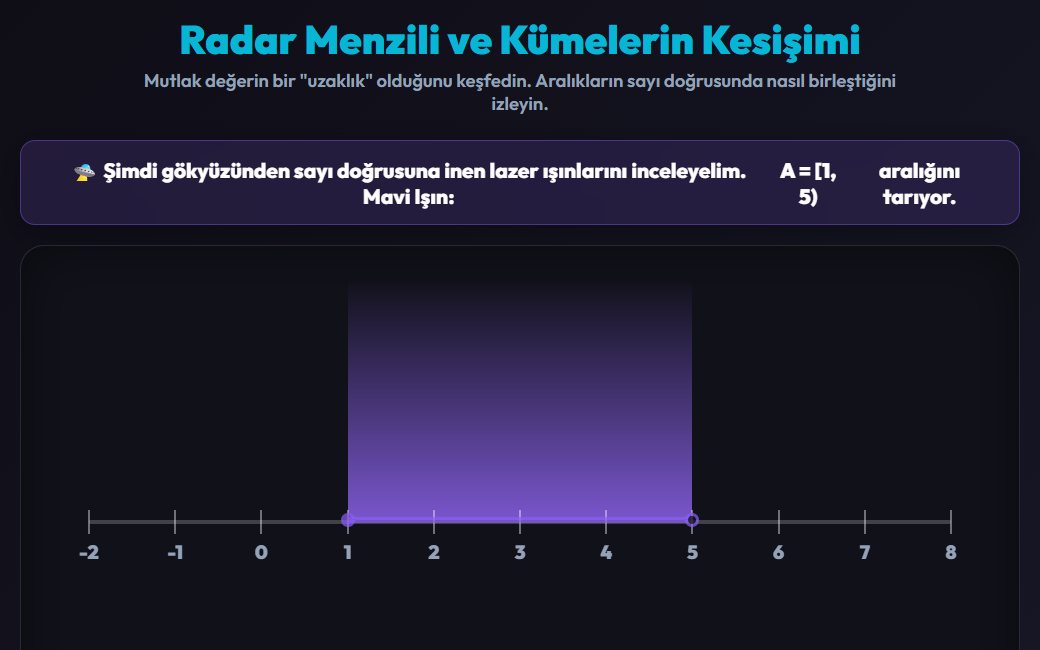 Radar Menzili ve Kümelerin Kesişimi
Mutlak değerin bir "uzaklık" olduğunu keşfedin. Aralıkların sayı doğrusunda nasıl birleştiğini
izleyin.
🛸 Şimdi gökyüzünden sayı doğrusuna inen lazer ışınlarını inceleyelim.
Mavi Işın:
A = [1,
5)
aralığını
tarıyor.
-2 -1 0 1 2 3 4 5 6 7 8